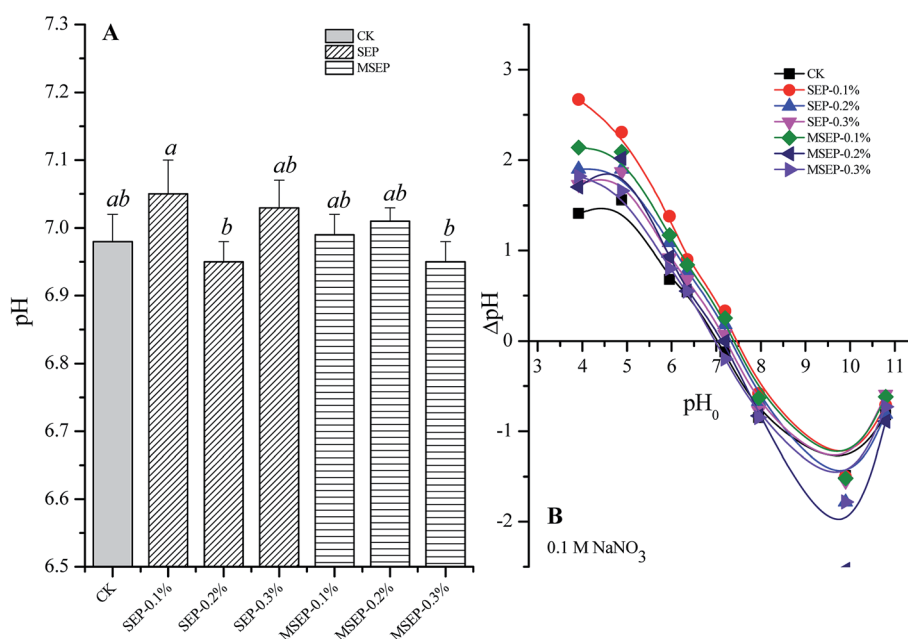 A
CK
SEP
MSEP
7.3
7.2
7.1
7.0
6.9
6.8
6.7
6.6
6.5
pH
ab
a
b
ab
ab
ab
b
CK
SEP-0.1%
SEP-0.2%
SEP-0.3%
MSEP-0.1%
MSEP-0.2%
MSEP-0.3%
CK
SEP-0.1%
SEP-0.2%
SEP-0.3%
MSEP-0.1%
MSEP-0.2%
MSEP-0.3%
3
2
1
0
-1
-2
ΔpH
3 4 5 6 7 8 9 10 11
pH₀
B
0.1 M NaNO₃